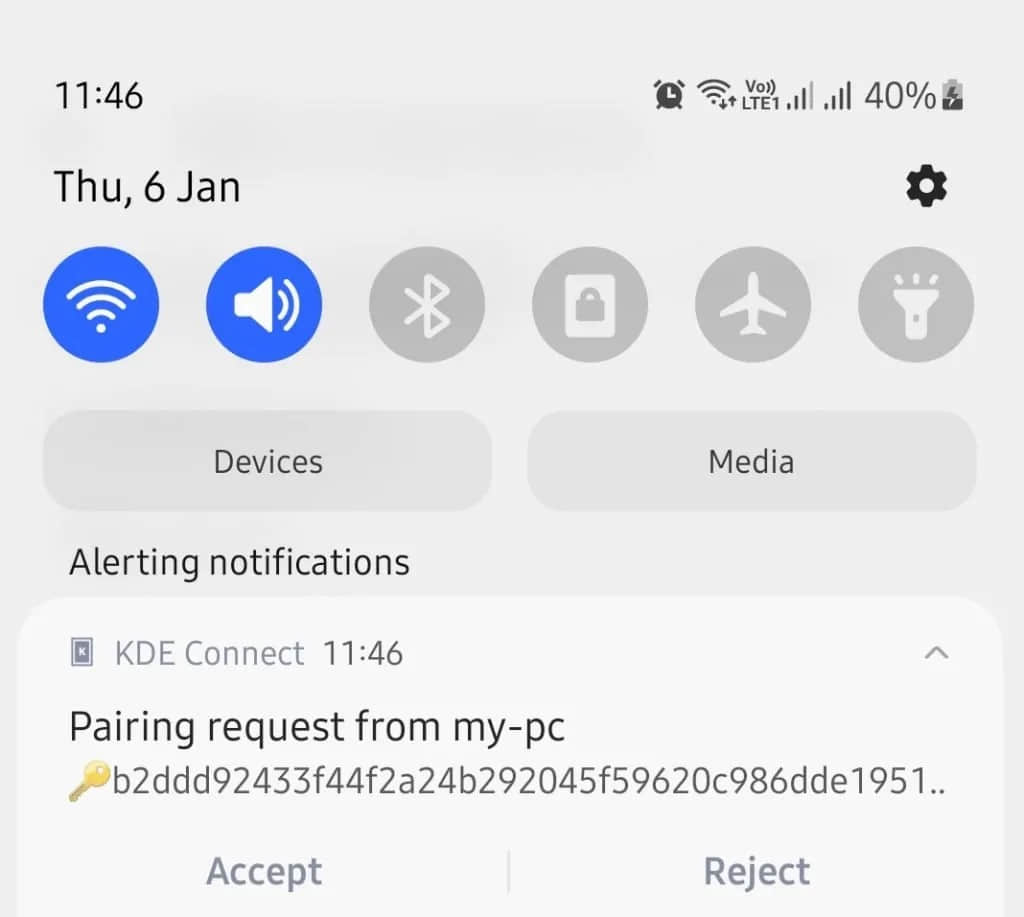 11:46 Vo)) LTE1 40%
Thu, 6 Jan
Devices Media
Alerting notifications
KDE Connect 11:46
Pairing request from my-pc
🔑b2ddd92433f44f2a24b292045f59620c986dde1951..
Accept Reject